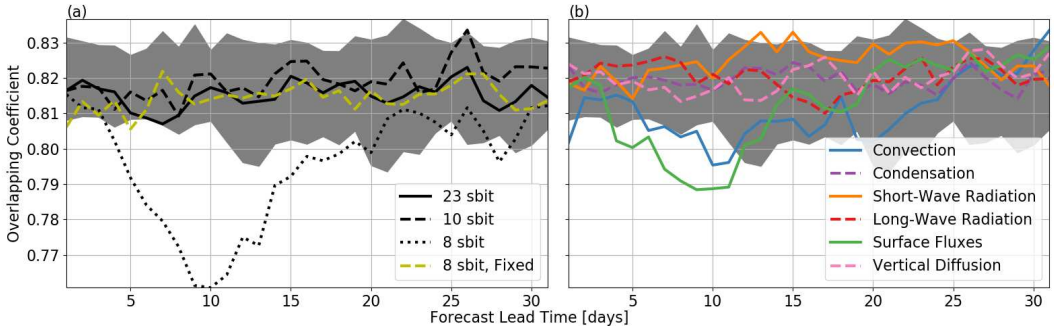 (a)
(b)
Overlapping Coefficient
0.83
0.82
0.81
0.80
0.79
0.78
0.77
23 sbit
10 sbit
8 sbit
8 sbit, Fixed
Convection
Condensation
Short-Wave Radiation
Long-Wave Radiation
Surface Fluxes
Vertical Diffusion
5 10 15 20 25 30
5 10 15 20 25 30
Forecast Lead Time [days]